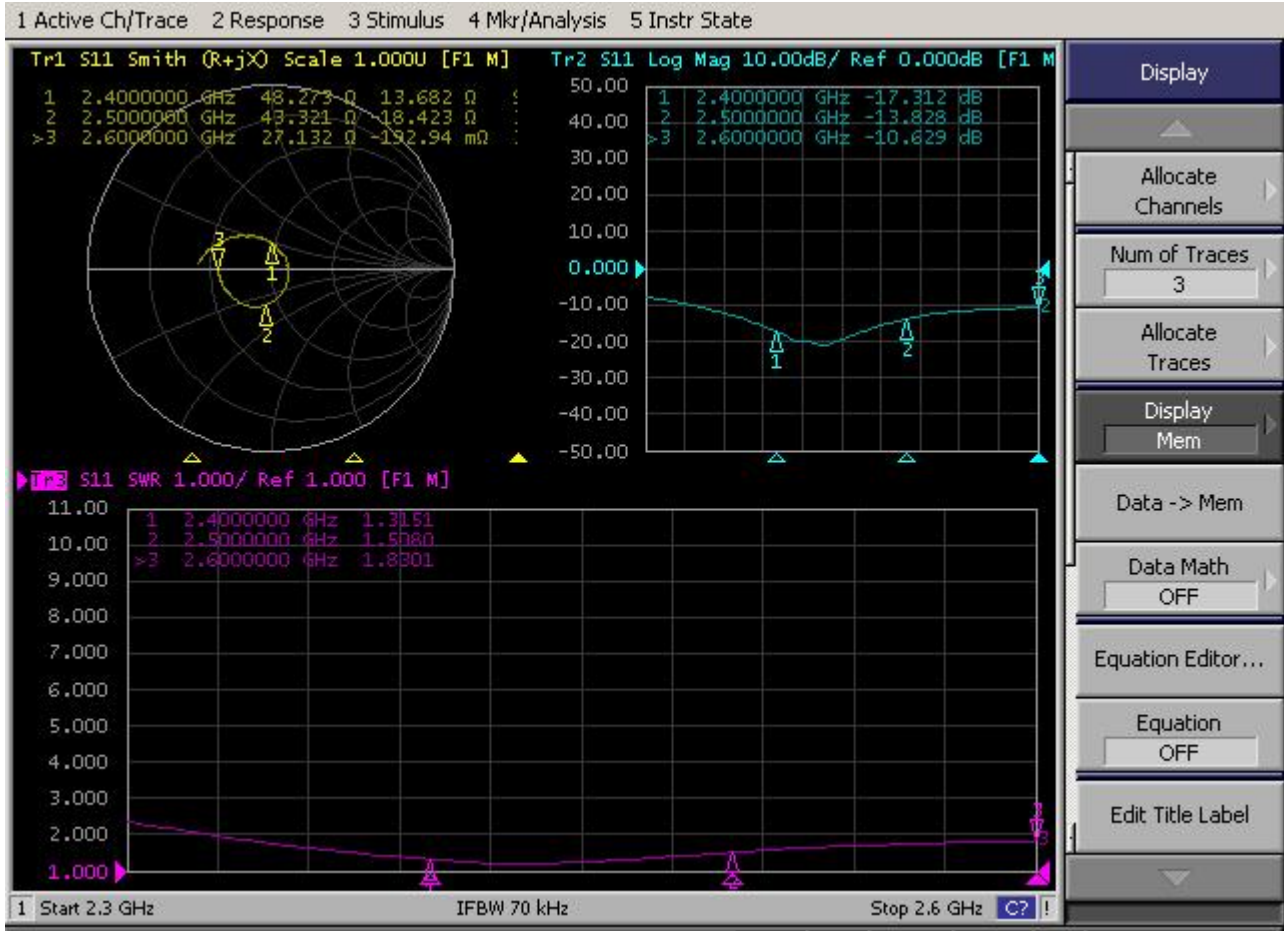 1 Active Ch/Trace 2 Response 3 Stimulus 4 Mkr/Analysis 5 Instr State
Tr1 S11 Smith (R+jX) Scale 1.000U [F1 M]
1 2.4000000 GHz 48.273 Ω 13.682 Ω
2 2.5000000 GHz 43.321 Ω -18.423 Ω
>3 2.6000000 GHz 27.132 Ω -192.94 mΩ
3
1
2
Tr2 S11 Log Mag 10.00dB/ Ref 0.000dB [F1 M
50.00
40.00
30.00
20.00
10.00
0.000
-10.00
-20.00
-30.00
-40.00
-50.00
1 2.4000000 GHz -17.312 dB
2 2.5000000 GHz -13.828 dB
>3 2.6000000 GHz -10.629 dB
1
2
Tr3 S11 SWR 1.000/ Ref 1.000 [F1 M]
11.00
10.00
9.000
8.000
7.000
6.000
5.000
4.000
3.000
2.000
1.000
1 2.4000000 GHz 1.3151
2 2.5000000 GHz 1.5080
>3 2.6000000 GHz 1.8301
1 Start 2.3 GHz IFBW 70 kHz Stop 2.6 GHz C? !
Display
Allocate
Channels
Num of Traces
3
Allocate
Traces
Display
Mem
Data -> Mem
Data Math
OFF
Equation Editor...
Equation
OFF
Edit Title Label